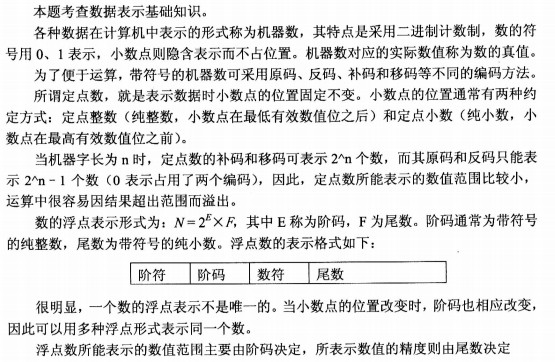 本题考查数据表示基础知识。
各种数据在计算机中表示的形式称为机器数，其特点是采用二进制计数制，数的符
号用 0、1 表示，小数点则隐含表示而不占位置。机器数对应的实际数值称为数的真值。
为了便于运算，带符号的机器数可采用原码、反码、补码和移码等不同的编码方法。
所谓定点数，就是表示数据时小数点的位置固定不变。小数点的位置通常有两种约
定方式：定点整数（纯整数，小数点在最低有效数值位之后）和定点小数（纯小数，小
数点在最高有效数值位之前）。
当机器字长为 n 时，定点数的补码和移码可表示 2^n 个数，而其原码和反码只能表
示 2^n－1 个数（0 表示占用了两个编码），因此，定点数所能表示的数值范围比较小，
运算中很容易因结果超出范围而溢出。
数的浮点表示形式为：N＝2^E×F，其中 E 称为阶码，F 为尾数。阶码通常为带符号
的纯整数，尾数为带符号的纯小数。浮点数的表示格式如下：
阶符 阶码 数符 尾数
很明显，一个数的浮点表示不是唯一的。当小数点的位置改变时，阶码也相应改变，
因此可以用多种浮点形式表示同一个数。
浮点数所能表示的数值范围主要由阶码决定，所表示数值的精度则由尾数决定